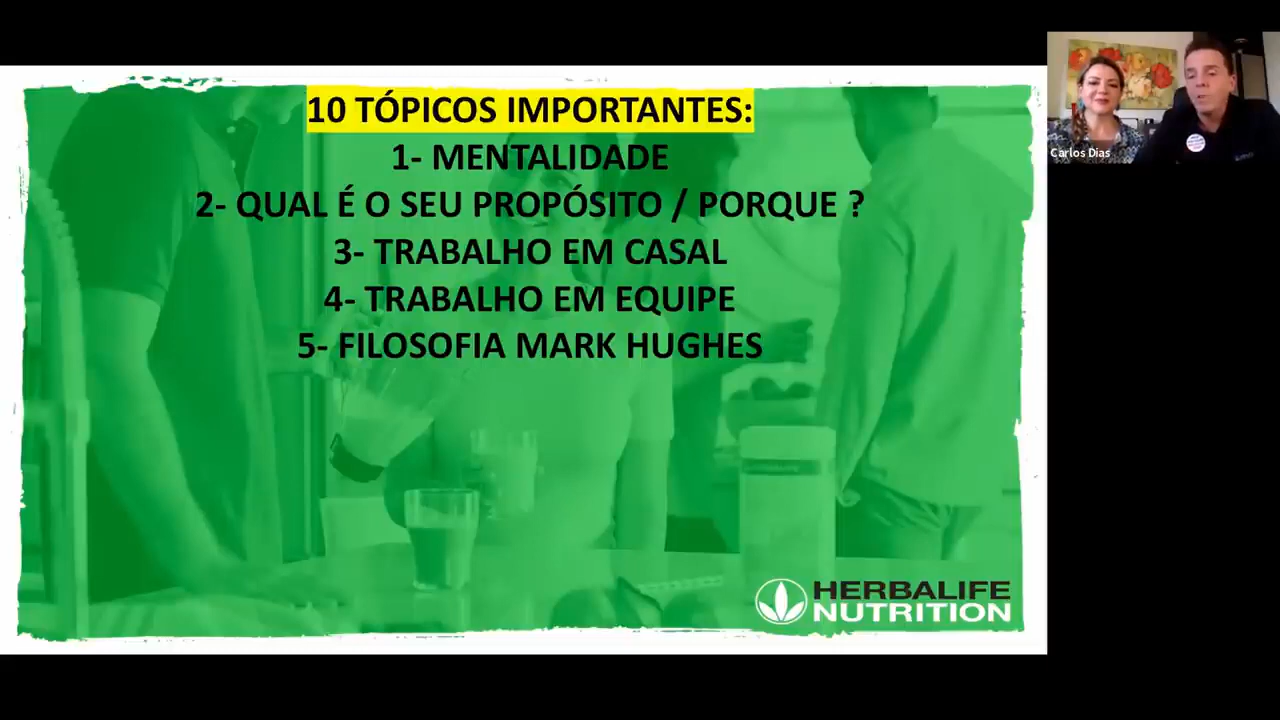 10 TÓPICOS IMPORTANTES:
1- MENTALIDADE
2- QUAL É O SEU PROPÓSITO / PORQUE ?
3- TRABALHO EM CASAL
4- TRABALHO EM EQUIPE
5- FILOSOFIA MARK HUGHES
HERBALIFE
NUTRITION
Carlos Dias